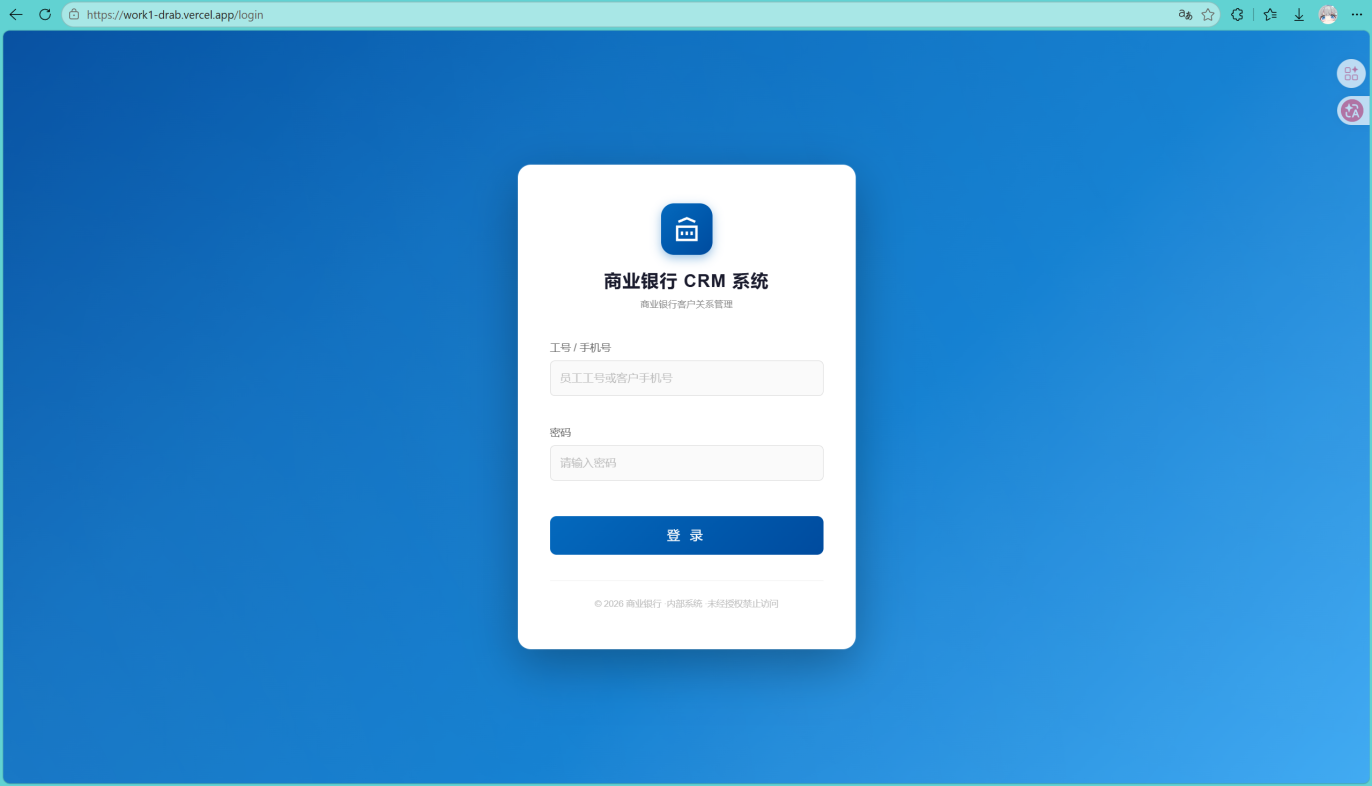 https://work1-drab.vercel.app/login
商业银行 CRM 系统
商业银行客户关系管理
工号 / 手机号
员工工号或客户手机号
密码
请输入密码
登 录
© 2026 商业银行 ·内部系统 ·未经授权禁止访问